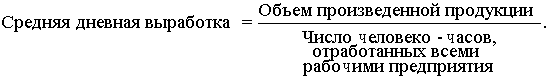 Средняя дневная выработка = Объем произведенной продукции
Число человеко - часов,
отработанных всеми
рабочими предприятия
.